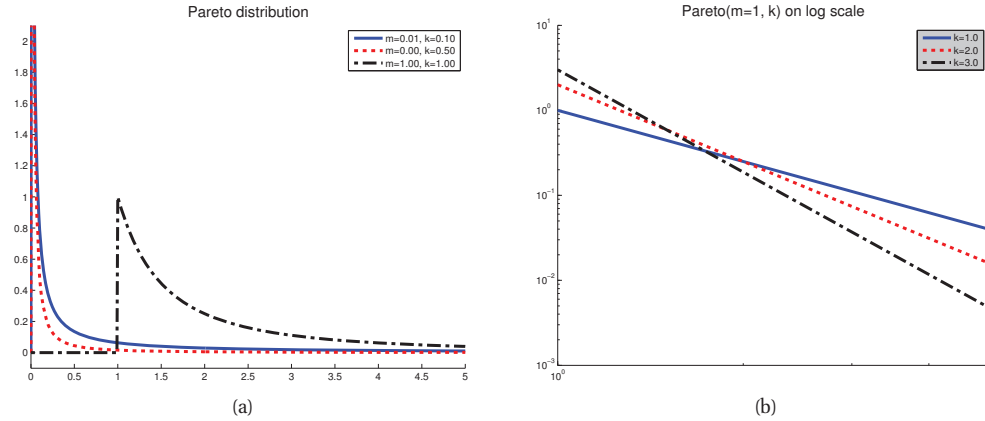 Pareto distribution
m=0.01, k=0.10
m=0.00, k=0.50
m=1.00, k=1.00
2
1.8
1.6
1.4
1.2
1
0.8
0.6
0.4
0.2
0
0 0.5 1 1.5 2 2.5 3 3.5 4 4.5 5
(a)
Pareto(m=1, k) on log scale
k=1.0
k=2.0
k=3.0
10¹
10⁰
10⁻¹
10⁻²
10⁻³
10⁰
(b)